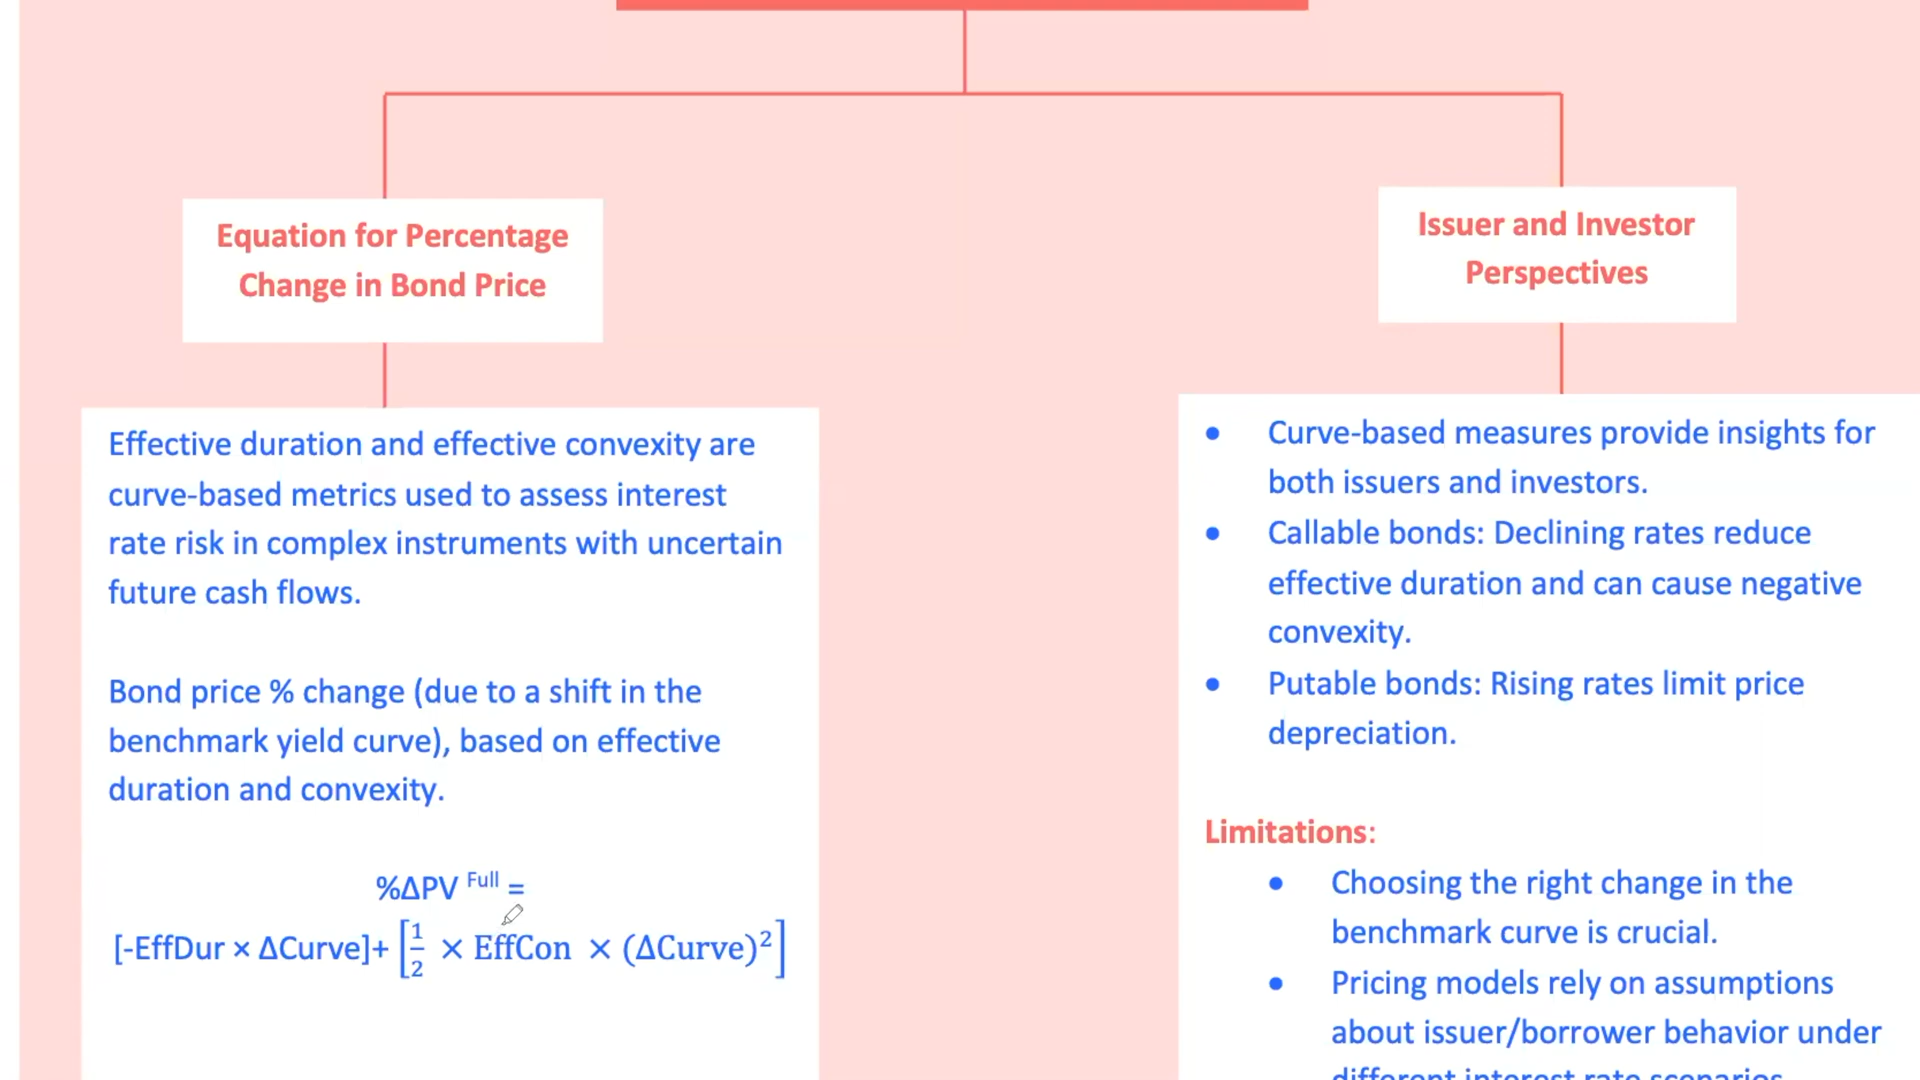 Equation for Percentage
Change in Bond Price
Effective duration and effective convexity are
curve-based metrics used to assess interest
rate risk in complex instruments with uncertain
future cash flows.
Bond price % change (due to a shift in the
benchmark yield curve), based on effective
duration and convexity.
%ΔPV Full =
[-EffDur × ΔCurve]+ [1/2 × EffCon × (ΔCurve)²]
Issuer and Investor
Perspectives
• Curve-based measures provide insights for
both issuers and investors.
• Callable bonds: Declining rates reduce
effective duration and can cause negative
convexity.
• Putable bonds: Rising rates limit price
depreciation.
Limitations:
• Choosing the right change in the
benchmark curve is crucial.
• Pricing models rely on assumptions
about issuer/borrower behavior under
different interest rate scenarios.